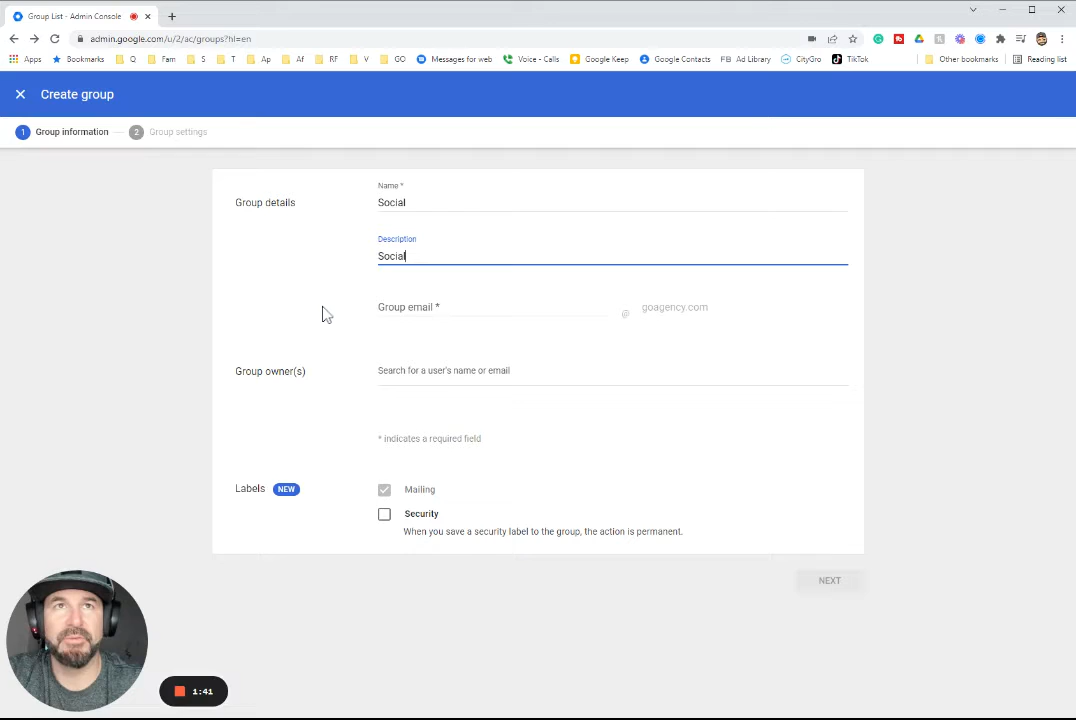 Group List - Admin Console
admin.google.com/u/2/ac/groups?hl=en
Apps Bookmarks Q Fam S T Ap Af RF V GO Messages for web Voice - Calls Google Keep Google Contacts FB Ad Library CityGro TikTok Other bookmarks Reading list
Create group
1 Group information 2 Group settings
Name *
Group details Social
Description
Social
Group email * @ goagency.com
Group owner(s) Search for a user's name or email
* indicates a required field
Labels NEW Mailing
Security
When you save a security label to the group, the action is permanent.
NEXT
1:41